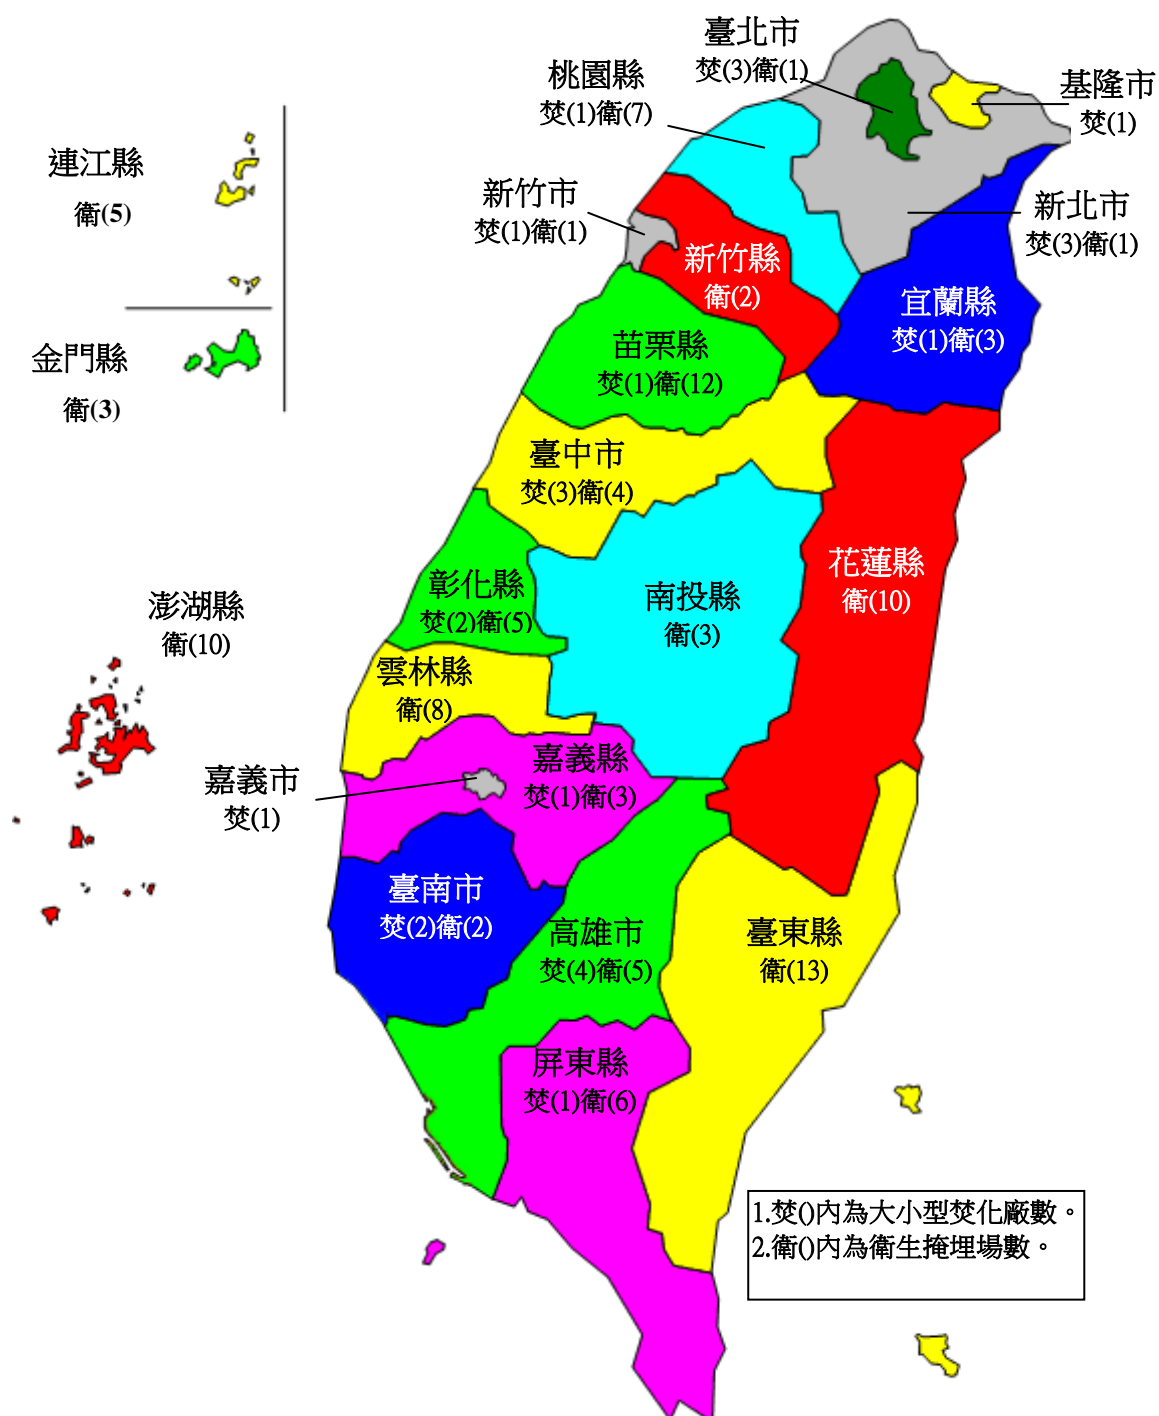 臺北市
焚(3)衛(1)
桃園縣
焚(1)衛(7)
基隆市
焚(1)
連江縣
衛(5)
新竹市
焚(1)衛(1)
新北市
焚(3)衛(1)
新竹縣
衛(2)
宜蘭縣
焚(1)衛(3)
金門縣
衛(3)
苗栗縣
焚(1)衛(12)
臺中市
焚(3)衛(4)
花蓮縣
衛(10)
彰化縣
焚(2)衛(5)
南投縣
衛(3)
澎湖縣
衛(10)
雲林縣
衛(8)
嘉義縣
焚(1)衛(3)
嘉義市
焚(1)
臺南市
焚(2)衛(2)
高雄市
焚(4)衛(5)
臺東縣
衛(13)
屏東縣
焚(1)衛(6)
1.焚()內為大小型焚化廠數。
2.衛()內為衛生掩埋場數。